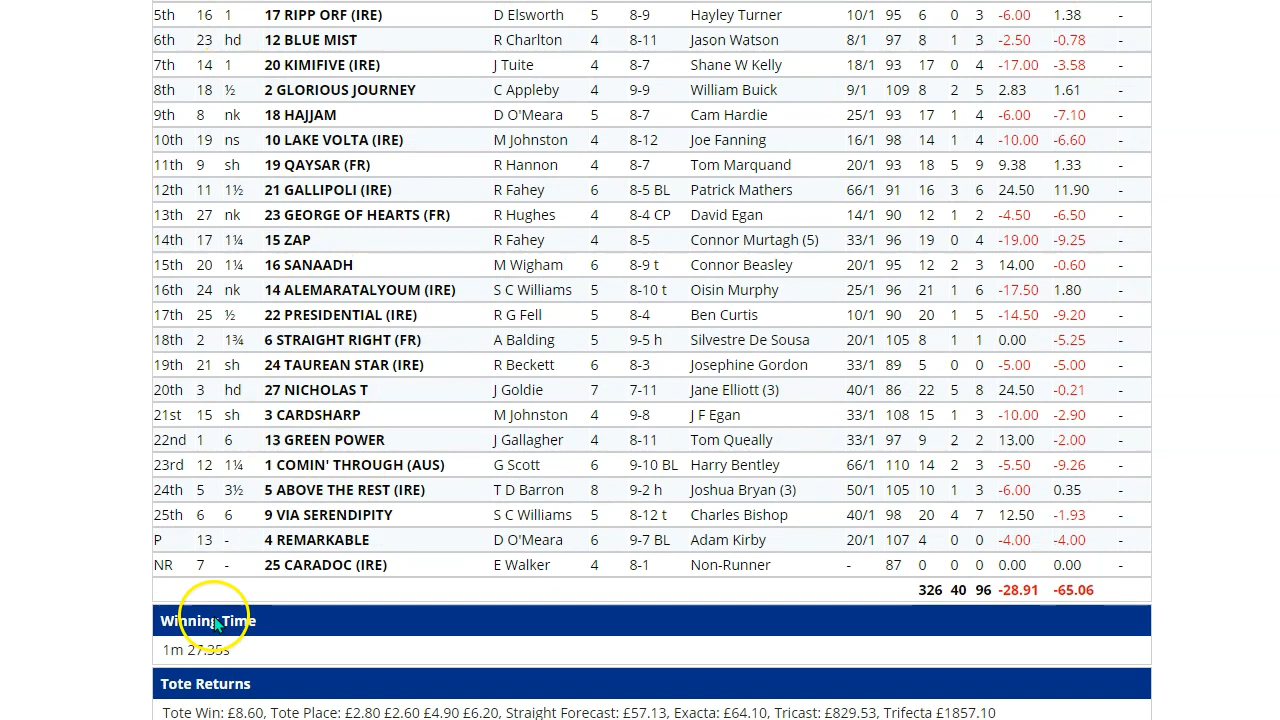 5th 16 1 17 RIPP ORF (IRE) D Elsworth 5 8-9 Hayley Turner 10/1 95 6 0 3 -6.00 1.38 -
6th 23 hd 12 BLUE MIST R Charlton 4 8-11 Jason Watson 8/1 97 8 1 3 -2.50 -0.78 -
7th 14 1 20 KIMIFIVE (IRE) J Tuite 4 8-7 Shane W Kelly 18/1 93 17 0 4 -17.00 -3.58 -
8th 18 ½ 2 GLORIOUS JOURNEY C Appleby 4 9-9 William Buick 9/1 109 8 2 5 2.83 1.61 -
9th 8 nk 18 HAJJAM D O'Meara 5 8-7 Cam Hardie 25/1 93 17 1 4 -6.00 -7.10 -
10th 19 ns 10 LAKE VOLTA (IRE) M Johnston 4 8-12 Joe Fanning 16/1 98 14 1 4 -10.00 -6.60 -
11th 9 sh 19 QAYSAR (FR) R Hannon 4 8-7 Tom Marquand 20/1 93 18 5 9 9.38 1.33 -
12th 11 1½ 21 GALLIPOLI (IRE) R Fahey 6 8-5 BL Patrick Mathers 66/1 91 16 3 6 24.50 11.90 -
13th 27 nk 23 GEORGE OF HEARTS (FR) R Hughes 4 8-4 CP David Egan 14/1 90 12 1 2 -4.50 -6.50 -
14th 17 1¼ 15 ZAP R Fahey 4 8-5 Connor Murtagh (5) 33/1 96 19 0 4 -19.00 -9.25 -
15th 20 1¼ 16 SANAADH M Wigham 6 8-9 t Connor Beasley 20/1 95 12 2 3 14.00 -0.60 -
16th 24 nk 14 ALEMARATALYOUM (IRE) S C Williams 5 8-10 t Oisin Murphy 25/1 96 21 1 6 -17.50 1.80 -
17th 25 ½ 22 PRESIDENTIAL (IRE) R G Fell 5 8-4 Ben Curtis 10/1 90 20 1 5 -14.50 -9.20 -
18th 2 1¾ 6 STRAIGHT RIGHT (FR) A Balding 5 9-5 h Silvestre De Sousa 20/1 105 8 1 1 0.00 -5.25 -
19th 21 sh 24 TAUREAN STAR (IRE) R Beckett 6 8-3 Josephine Gordon 33/1 89 5 0 0 -5.00 -5.00 -
20th 3 hd 27 NICHOLAS T J Goldie 7 7-11 Jane Elliott (3) 40/1 86 22 5 8 24.50 -0.21 -
21st 15 sh 3 CARDSHARP M Johnston 4 9-8 J F Egan 33/1 108 15 1 3 -10.00 -2.90 -
22nd 1 6 13 GREEN POWER J Gallagher 4 8-11 Tom Queally 33/1 97 9 2 2 13.00 -2.00 -
23rd 12 1¼ 1 COMIN' THROUGH (AUS) G Scott 6 9-10 BL Harry Bentley 66/1 110 14 2 3 -5.50 -9.26 -
24th 5 3½ 5 ABOVE THE REST (IRE) T D Barron 8 9-2 h Joshua Bryan (3) 50/1 105 10 1 3 -6.00 0.35 -
25th 6 6 9 VIA SERENDIPITY S C Williams 5 8-12 t Charles Bishop 40/1 98 20 4 7 12.50 -1.93 -
P 13 - 4 REMARKABLE D O'Meara 6 9-7 BL Adam Kirby 20/1 107 4 0 0 -4.00 -4.00 -
NR 7 - 25 CARADOC (IRE) E Walker 4 8-1 Non-Runner - 87 0 0 0 0.00 0.00 -
326 40 96 -28.91 -65.06
Winning Time
1m 27.35s
Tote Returns
Tote Win: £8.60, Tote Place: £2.80 £2.60 £4.90 £6.20, Straight Forecast: £57.13, Exacta: £64.10, Tricast: £829.53, Trifecta £1857.10